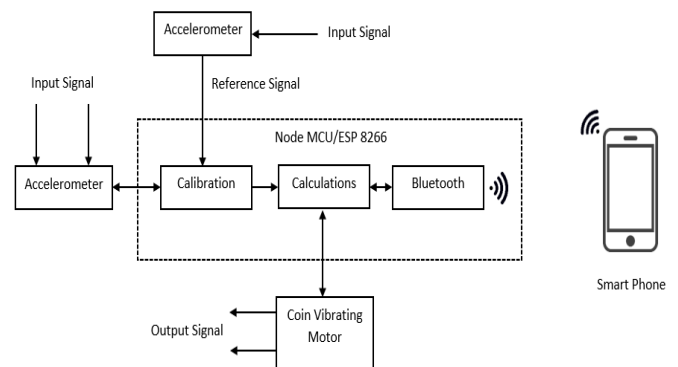 Accelerometer
Input Signal
Input Signal
Reference Signal
Node MCU/ESP 8266
Accelerometer
Calibration
Calculations
Bluetooth
Smart Phone
Output Signal
Coin Vibrating
Motor